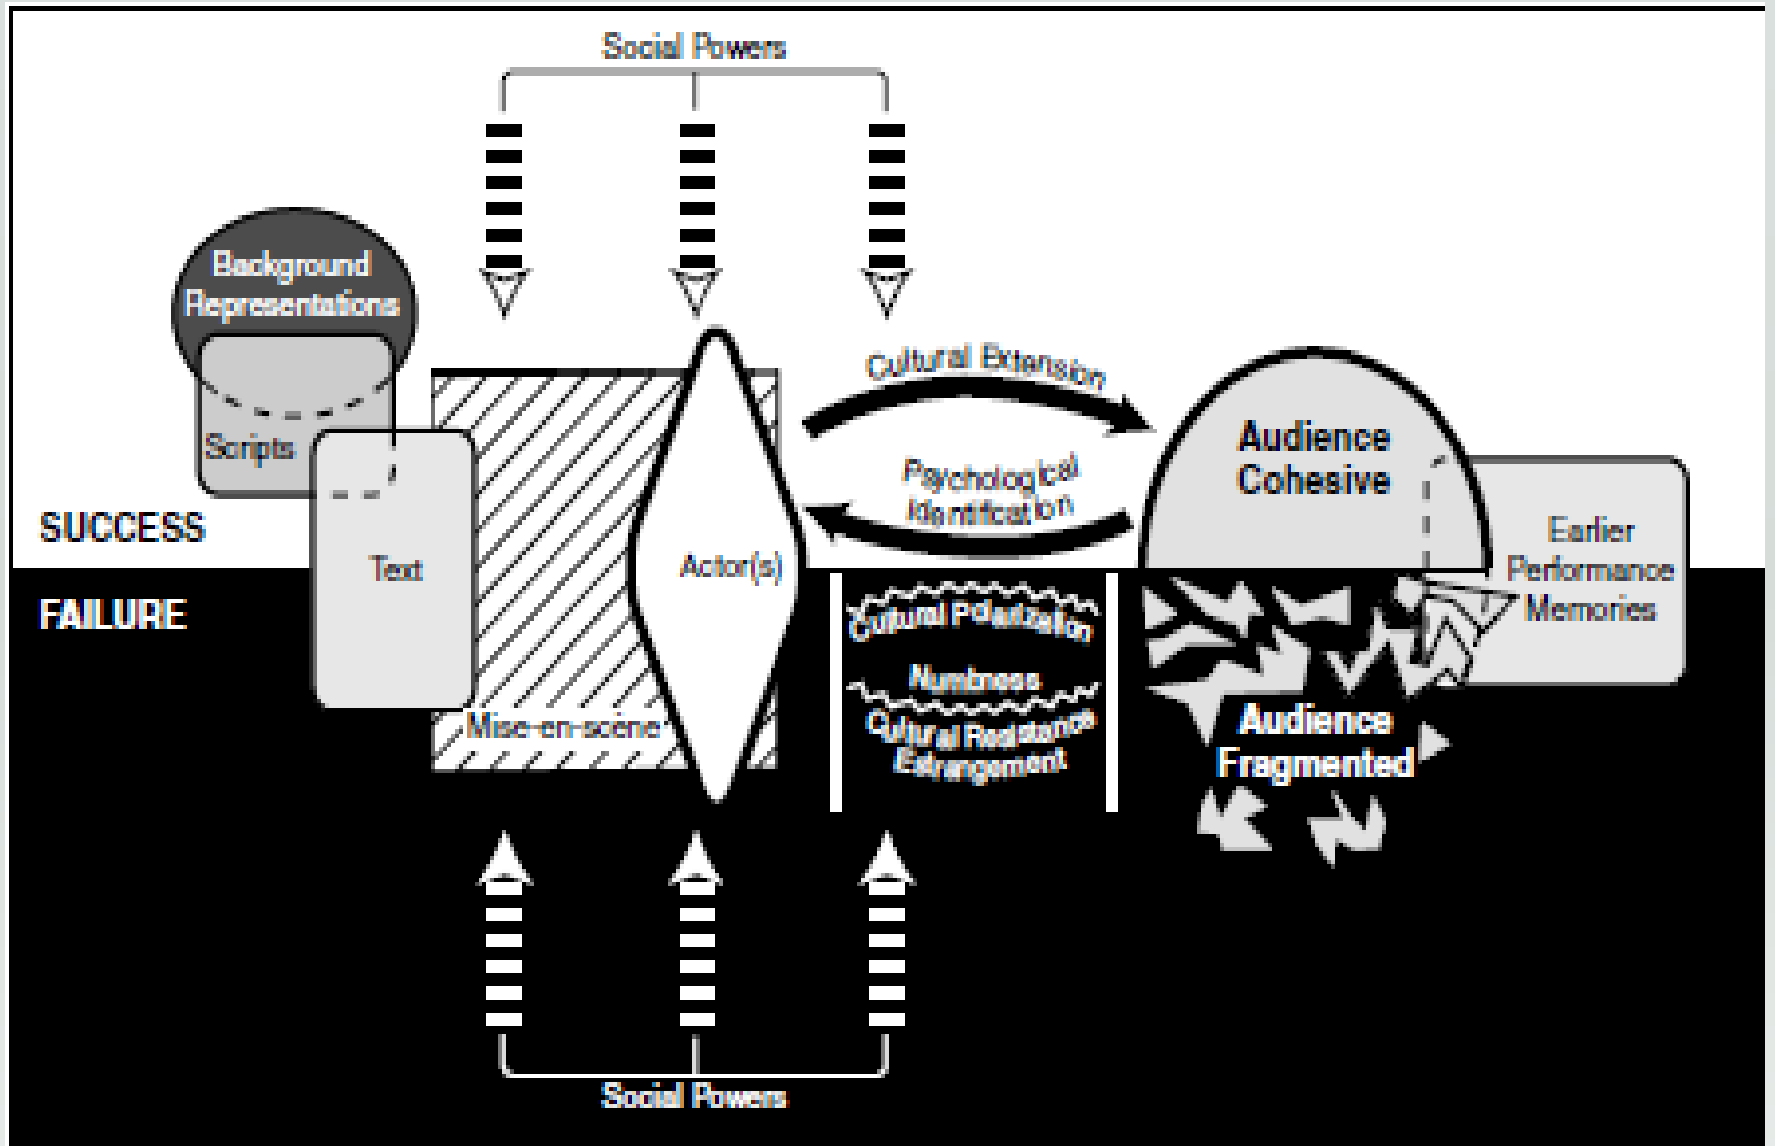 Social Powers
Background
Representations
Scripts
Cultural Extension
Psychological
Identification
Audience
Cohesive
SUCCESS
Text
Actor(s)
Earlier
Performance
Memories
FAILURE
Cultural Polarization
Numbness
Cultural Resistance
Estrangement
Mise-en-scène
Audience
Fragmented
Social Powers